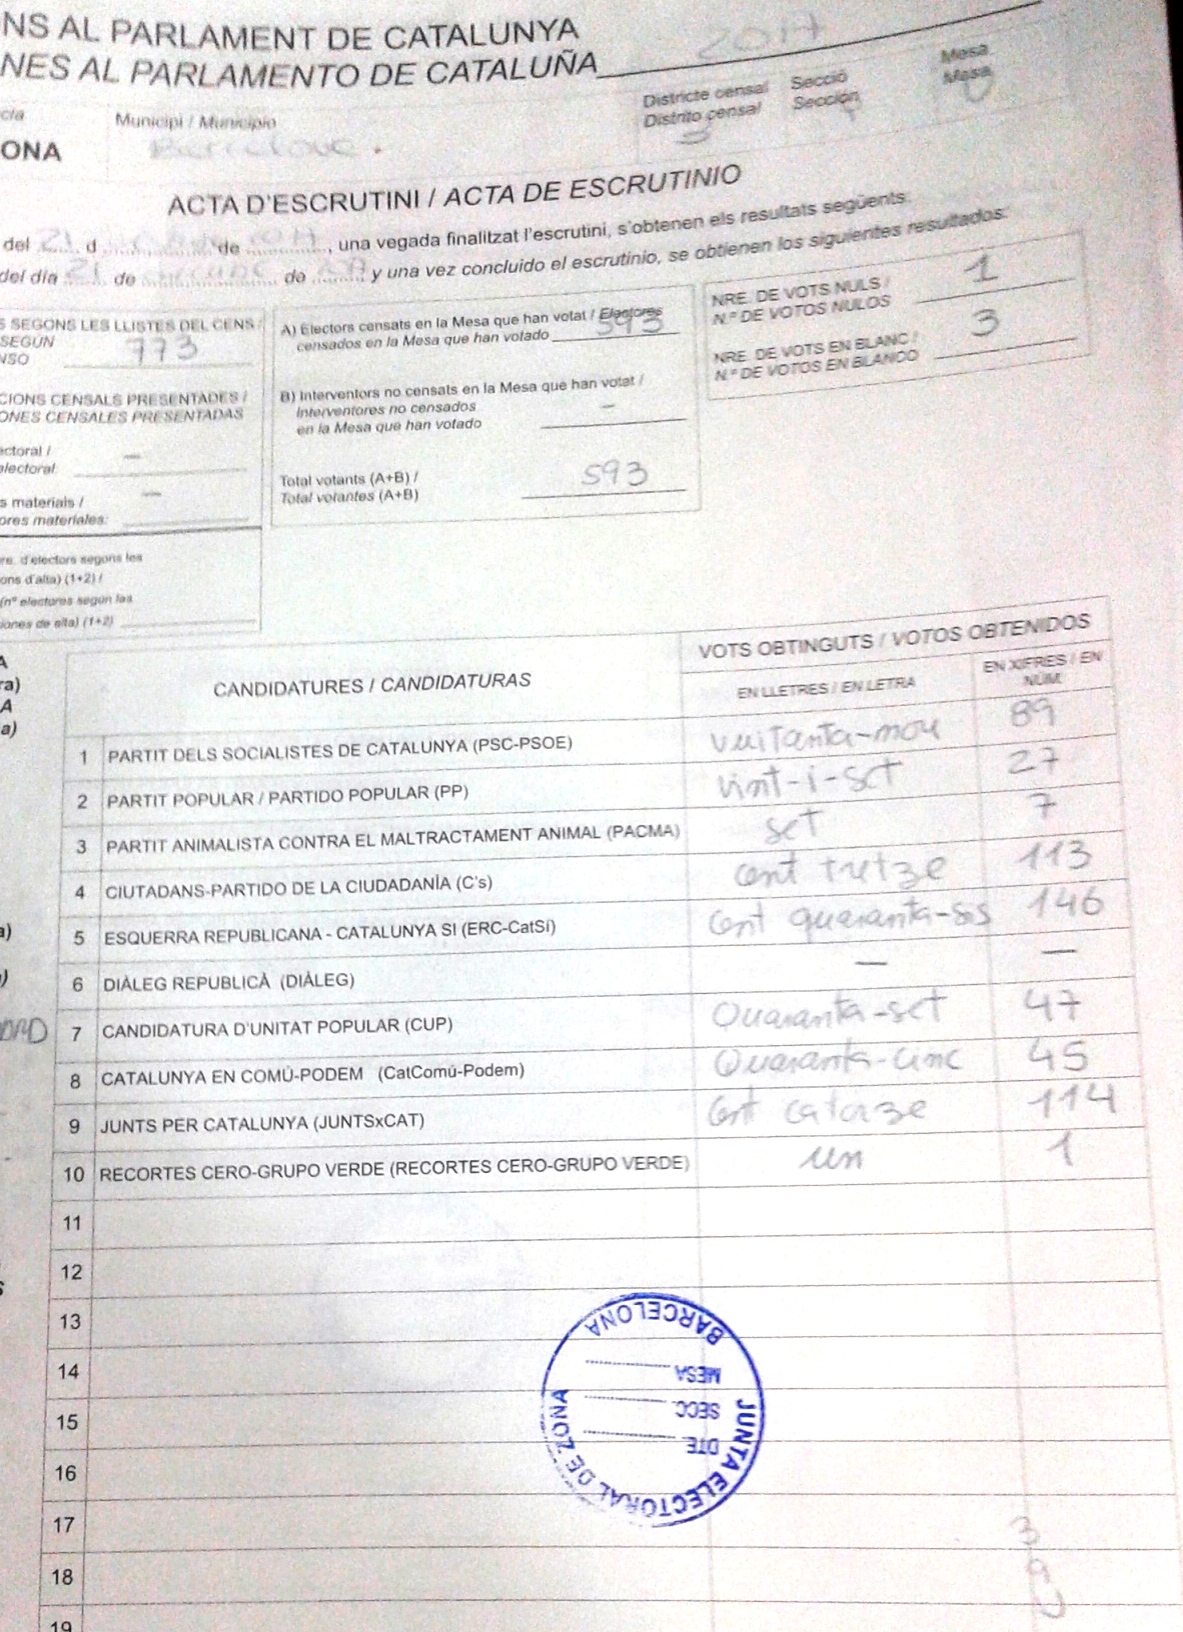 NS AL PARLAMENT DE CATALUNYA
NES AL PARLAMENTO DE CATALUÑA 2017
cia Municipi / Municipio Districte censal Secció Mesa
Distrito censal Sección Mesa
ONA Barcelona
ACTA D'ESCRUTINI / ACTA DE ESCRUTINIO
del 21 d de 2017, una vegada finalitzat l'escrutini, s'obtenen els resultats següents:
del día 21 de de y una vez concluido el escrutinio, se obtienen los siguientes resultados:
S SEGONS LES LLISTES DEL CENS /
SEGÚN
NSO 773
CIONS CENSALS PRESENTADES /
ONES CENSALES PRESENTADAS
ectoral /
electoral: —
s materials / —
ores materiales:
re. d'electors segons les
ons d'alta) (1+2) /
(nº electores según las
iones de alta) (1+2)
A) Electors censats en la Mesa que han votat / Electores
censados en la Mesa que han votado 593
B) Interventors no censats en la Mesa que han votat /
Interventores no censados —
en la Mesa que han votado
Total votants (A+B) / 593
Total votantes (A+B)
NRE. DE VOTS NULS / 1
N.º DE VOTOS NULOS
NRE. DE VOTS EN BLANC / 3
N.º DE VOTOS EN BLANCO
A
ra)
A
a)
CANDIDATURES / CANDIDATURAS VOTS OBTINGUTS / VOTOS OBTENIDOS
EN LLETRES / EN LETRA EN XIFRES / EN
NÚM.
1 PARTIT DELS SOCIALISTES DE CATALUNYA (PSC-PSOE) vuitanta-nou 89
2 PARTIT POPULAR / PARTIDO POPULAR (PP) vint-i-set 27
3 PARTIT ANIMALISTA CONTRA EL MALTRACTAMENT ANIMAL (PACMA) set 7
4 CIUTADANS-PARTIDO DE LA CIUDADANÍA (C's) cent tretze 113
5 ESQUERRA REPUBLICANA - CATALUNYA SI (ERC-CatSí) Cent quaranta-sis 146
6 DIÀLEG REPUBLICÀ (DIÀLEG) — —
7 CANDIDATURA D'UNITAT POPULAR (CUP) Quaranta-set 47
8 CATALUNYA EN COMÚ-PODEM (CatComú-Podem) Quaranta-cinc 45
9 JUNTS PER CATALUNYA (JUNTSxCAT) Cent catorze 114
10 RECORTES CERO-GRUPO VERDE (RECORTES CERO-GRUPO VERDE) un 1
11
12
13
14
15
16
17
18
19
BARCELONA
MESA
SECC.
DTE
JUNTA ELECTORAL DE ZONA